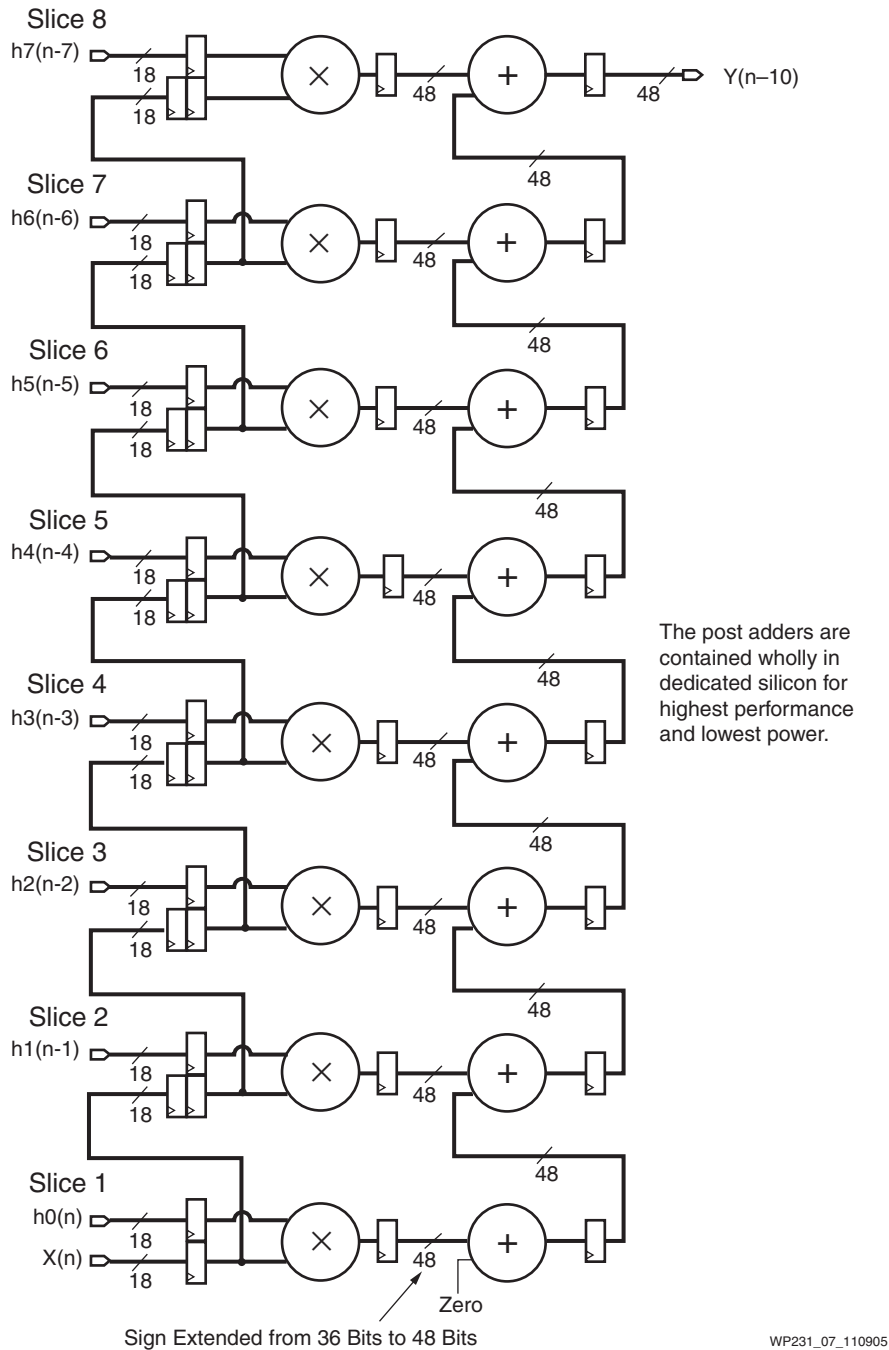 Slice 8
h7(n-7)
18
18
×
48
+
48
Y(n–10)
48
Slice 7
h6(n-6)
18
18
×
48
+
48
Slice 6
h5(n-5)
18
18
×
48
+
48
Slice 5
h4(n-4)
18
18
×
48
+
48
The post adders are
contained wholly in
dedicated silicon for
highest performance
and lowest power.
Slice 4
h3(n-3)
18
18
×
48
+
48
Slice 3
h2(n-2)
18
18
×
48
+
48
Slice 2
h1(n-1)
18
18
×
48
+
48
Slice 1
h0(n)
18
X(n)
18
×
48
+
Zero
Sign Extended from 36 Bits to 48 Bits
WP231_07_110905